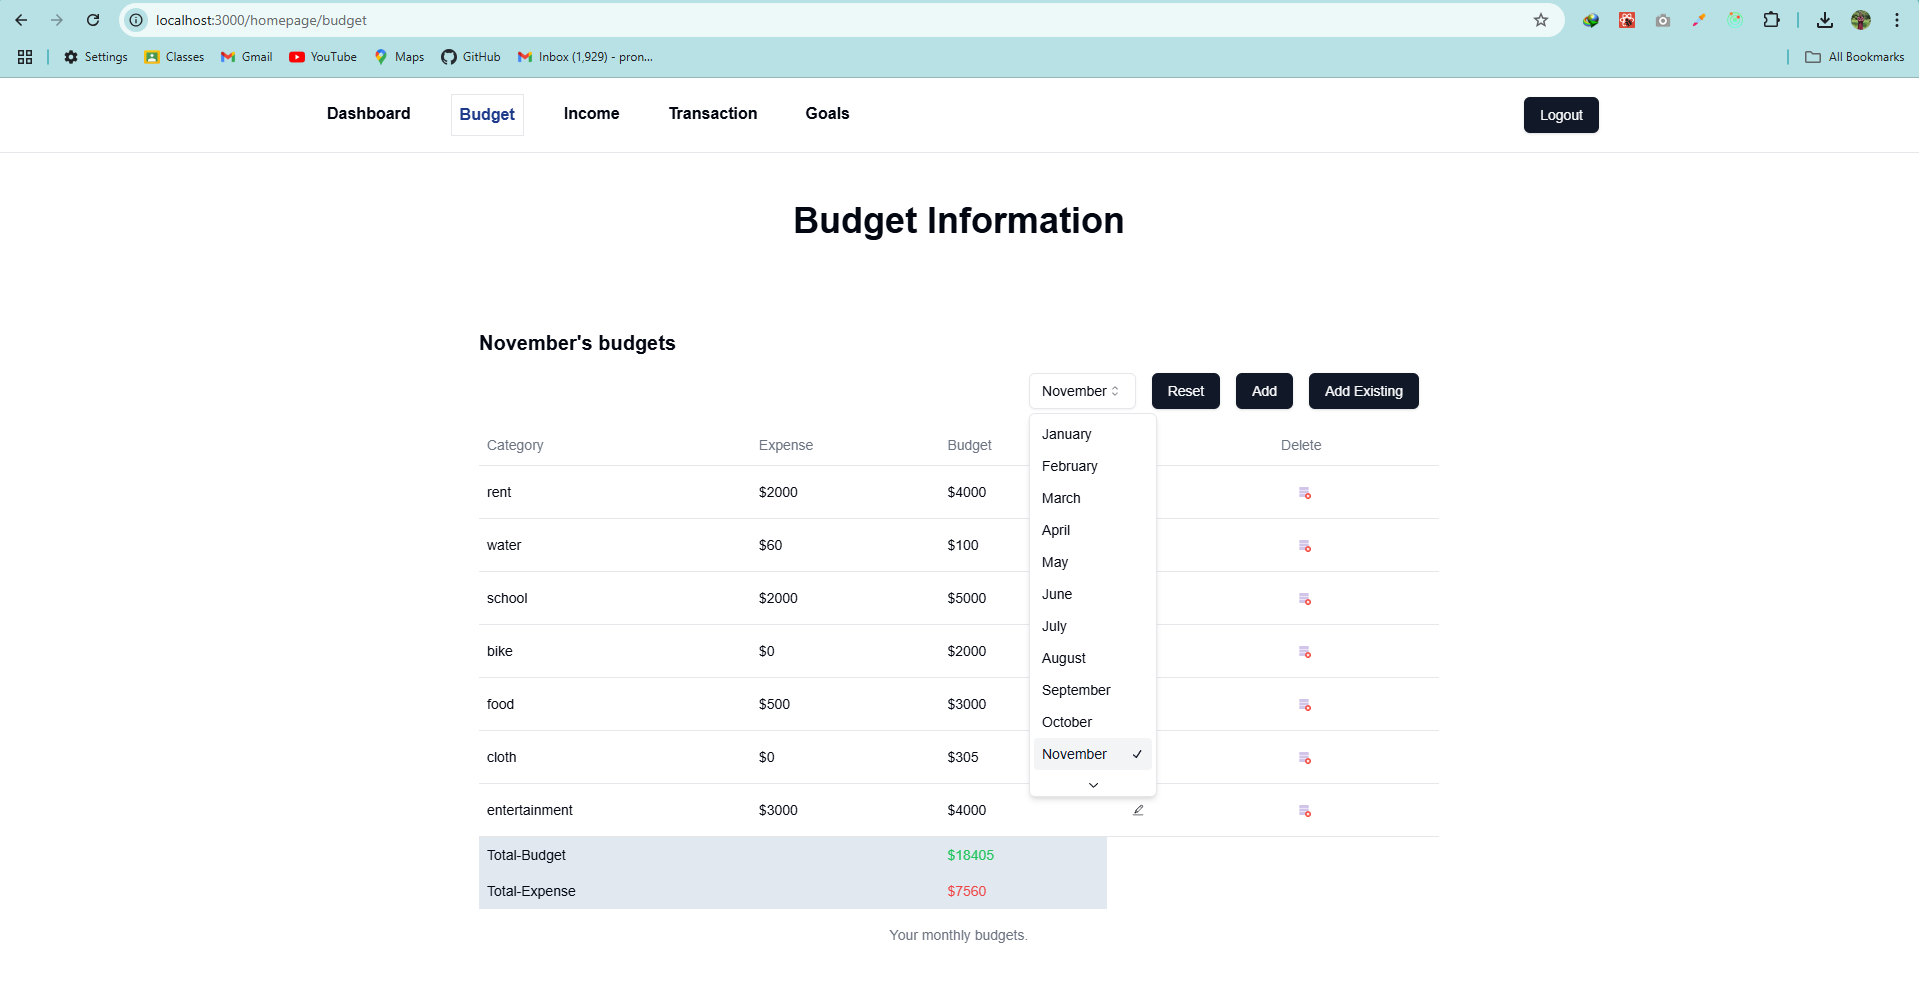 localhost:3000/homepage/budget
Settings Classes Gmail YouTube Maps GitHub Inbox (1,929) - pron... All Bookmarks
Dashboard Budget Income Transaction Goals Logout
Budget Information
November's budgets
November Reset Add Add Existing
Category Expense Budget Delete
rent $2000 $4000
water $60 $100
school $2000 $5000
bike $0 $2000
food $500 $3000
cloth $0 $305
entertainment $3000 $4000
Total-Budget $18405
Total-Expense $7560
January
February
March
April
May
June
July
August
September
October
November
Your monthly budgets.